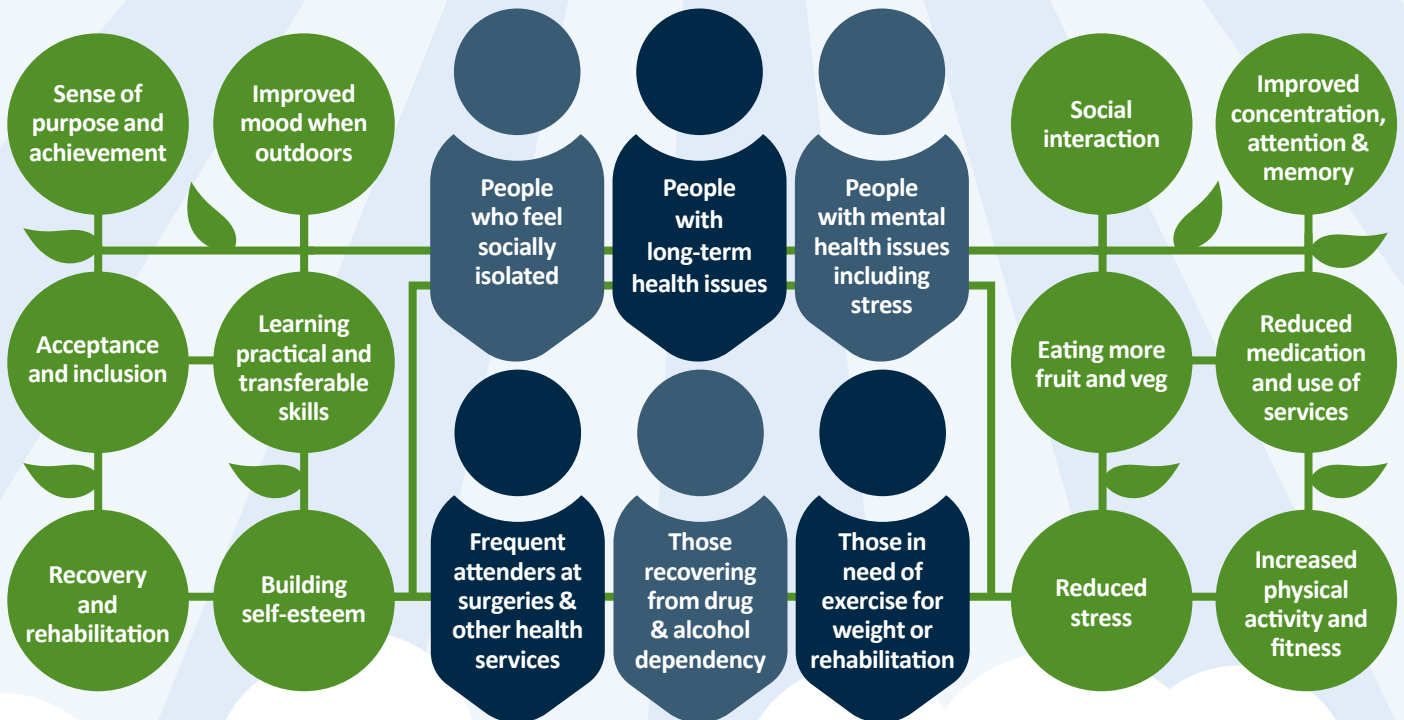 Sense of
purpose and
achievement
Improved
mood when
outdoors
People
who feel
socially
isolated
People
with
long-term
health issues
People
with mental
health issues
including
stress
Social
interaction
Improved
concentration,
attention &
memory
Acceptance
and inclusion
Learning
practical and
transferable
skills
Eating more
fruit and veg
Reduced
medication
and use of
services
Recovery
and
rehabilitation
Building
self-esteem
Frequent
attenders at
surgeries &
other health
services
Those
recovering
from drug
& alcohol
dependency
Those in
need of
exercise for
weight or
rehabilitation
Reduced
stress
Increased
physical
activity and
fitness